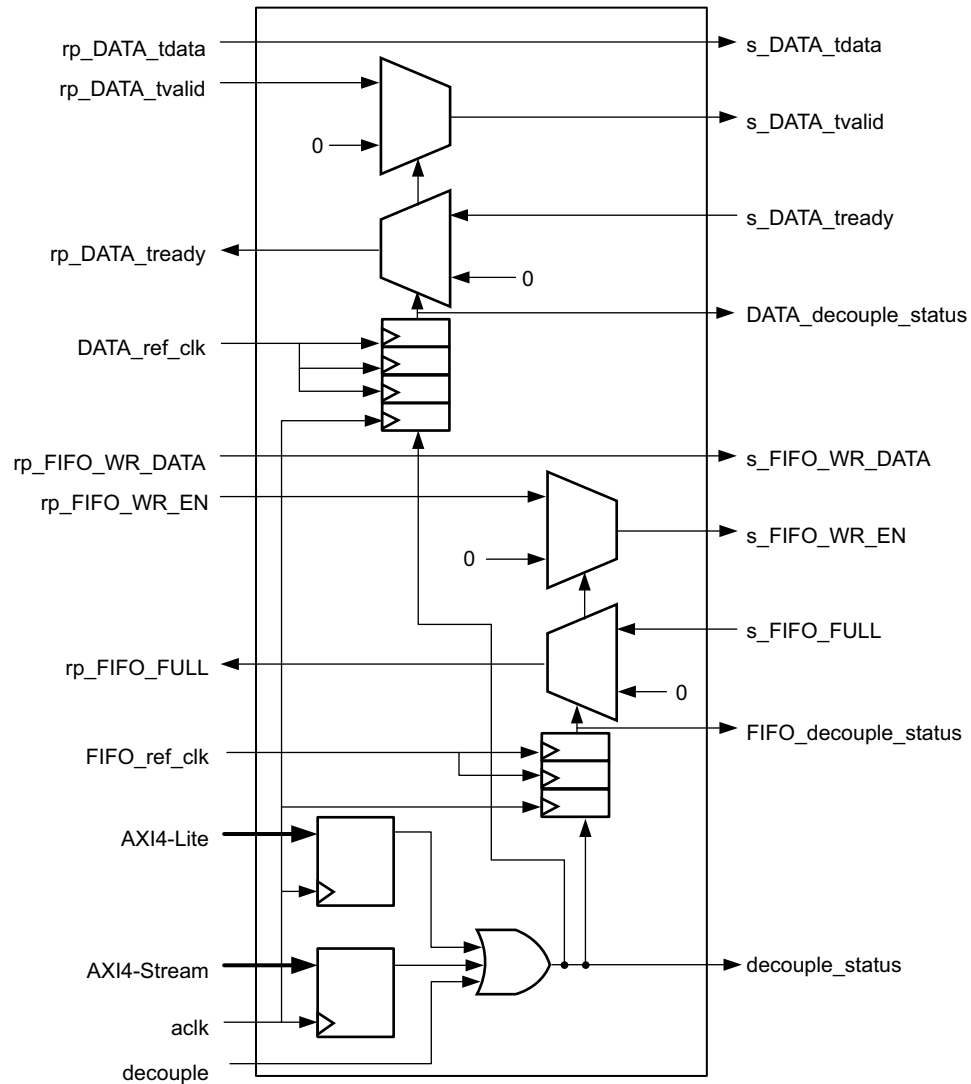 rp_DATA_tdata
s_DATA_tdata
rp_DATA_tvalid
s_DATA_tvalid
0
s_DATA_tready
rp_DATA_tready
0
DATA_decouple_status
DATA_ref_clk
rp_FIFO_WR_DATA
s_FIFO_WR_DATA
rp_FIFO_WR_EN
s_FIFO_WR_EN
0
s_FIFO_FULL
rp_FIFO_FULL
0
FIFO_decouple_status
FIFO_ref_clk
AXI4-Lite
AXI4-Stream
decouple_status
aclk
decouple